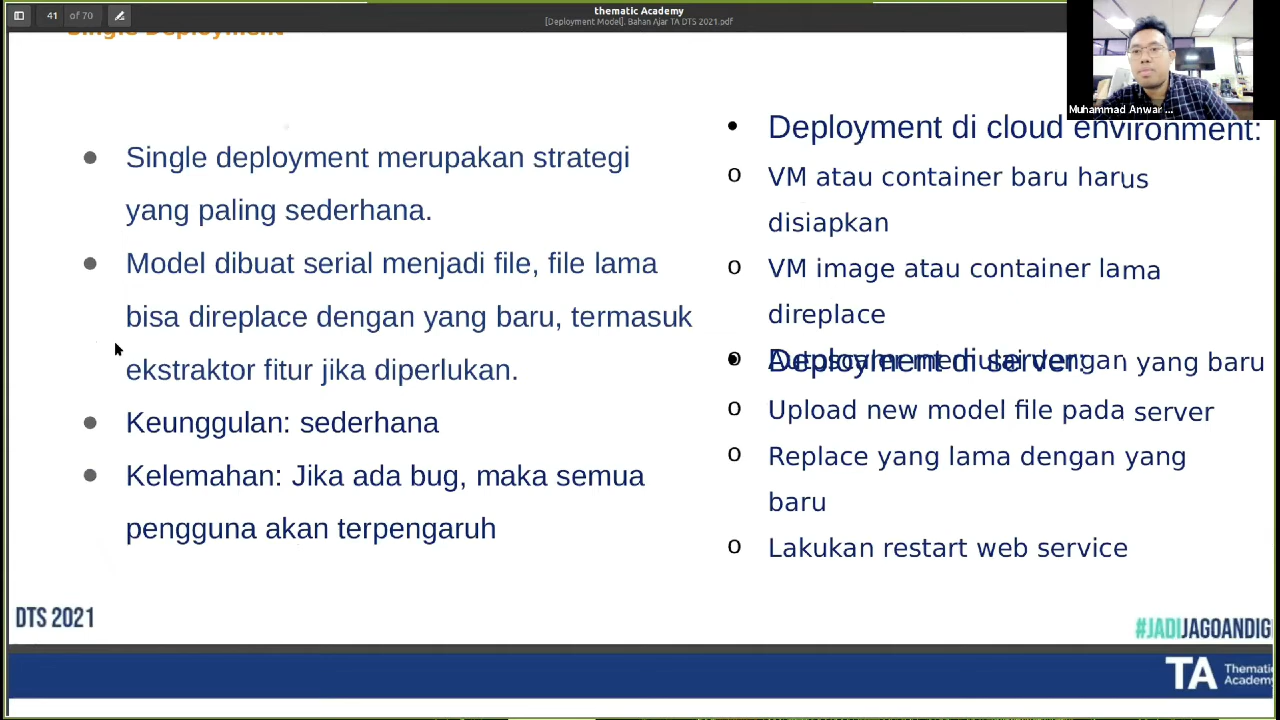 41 of 70
thematic Academy
[Deployment Model]. Bahan Ajar TA DTS 2021.pdf
Muhammad Anwar ...
Single Deployment
Single deployment merupakan strategi
yang paling sederhana.
Model dibuat serial menjadi file, file lama
bisa direplace dengan yang baru, termasuk
ekstraktor fitur jika diperlukan.
Keunggulan: sederhana
Kelemahan: Jika ada bug, maka semua
pengguna akan terpengaruh
Deployment di cloud environment:
o VM atau container baru harus
disiapkan
o VM image atau container lama
direplace
o Autoscaler memulai dengan yang baru
Deployment di server:
o Upload new model file pada server
o Replace yang lama dengan yang
baru
o Lakukan restart web service
DTS 2021
#JADIJAGOANDIG
TA Thematic
Academy